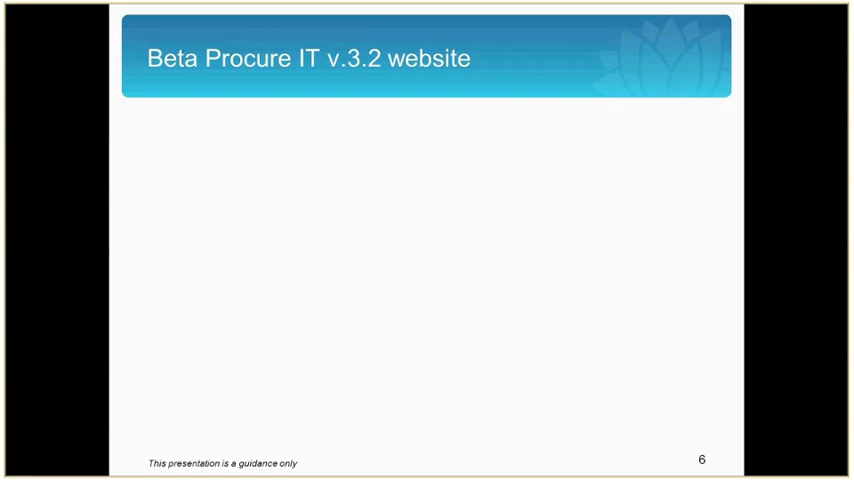 Beta Procure IT v.3.2 website
This presentation is a guidance only
6